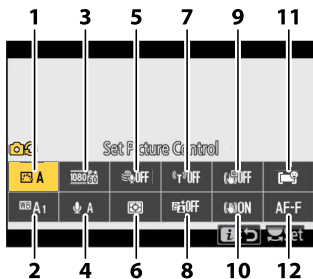 1 3 5 7 9 11
Set Picture Control
A 1080 60 OFF T OFF OFF
WB A1 A OFF ON AF-F
i Set
2 4 6 8 10 12